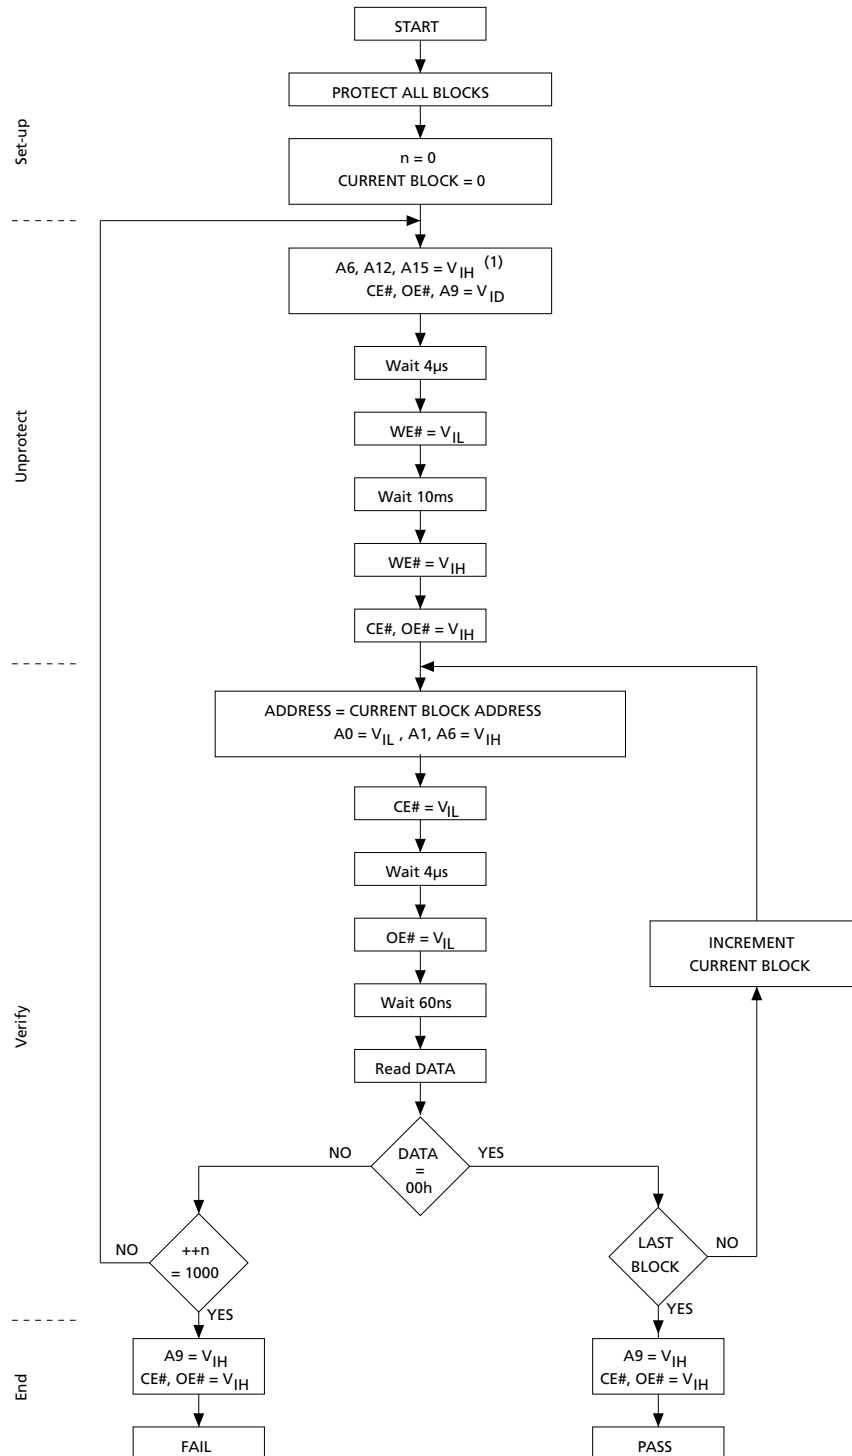 START
PROTECT ALL BLOCKS
Set-up
n = 0
CURRENT BLOCK = 0
A6, A12, A15 = VIH (1)
CE#, OE#, A9 = VID
Wait 4µs
Unprotect
WE# = VIL
Wait 10ms
WE# = VIH
CE#, OE# = VIH
ADDRESS = CURRENT BLOCK ADDRESS
A0 = VIL , A1, A6 = VIH
CE# = VIL
Wait 4µs
OE# = VIL
INCREMENT
CURRENT BLOCK
Wait 60ns
Verify
Read DATA
NO
DATA
=
00h
YES
NO
++n
= 1000
YES
LAST
BLOCK
NO
YES
End
A9 = VIH
CE#, OE# = VIH
A9 = VIH
CE#, OE# = VIH
FAIL
PASS